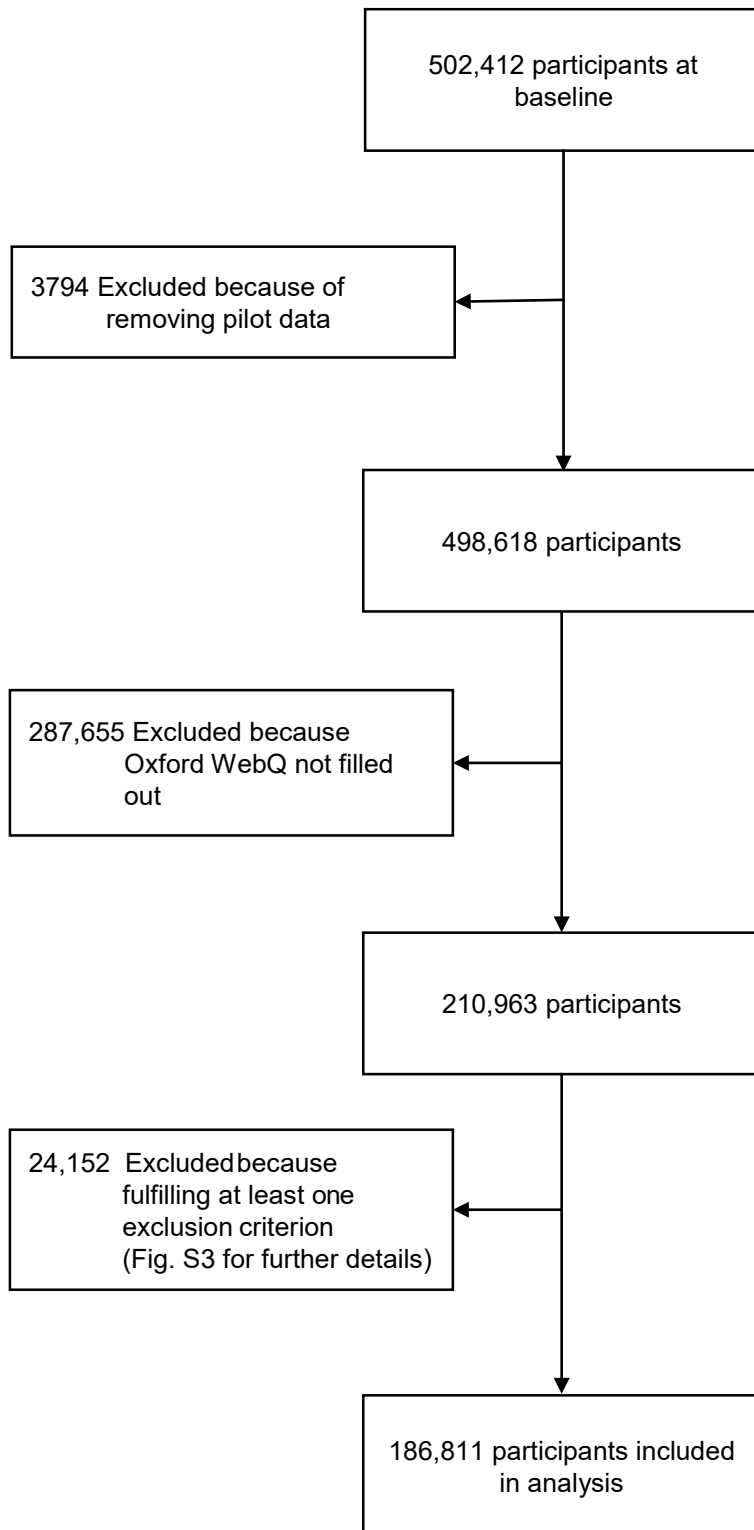 502,412 participants at
baseline
3794 Excluded because of
removing pilot data
498,618 participants
287,655 Excluded because
Oxford WebQ not filled
out
210,963 participants
24,152 Excluded because
fulfilling at least one
exclusion criterion
(Fig. S3 for further details)
186,811 participants included
in analysis